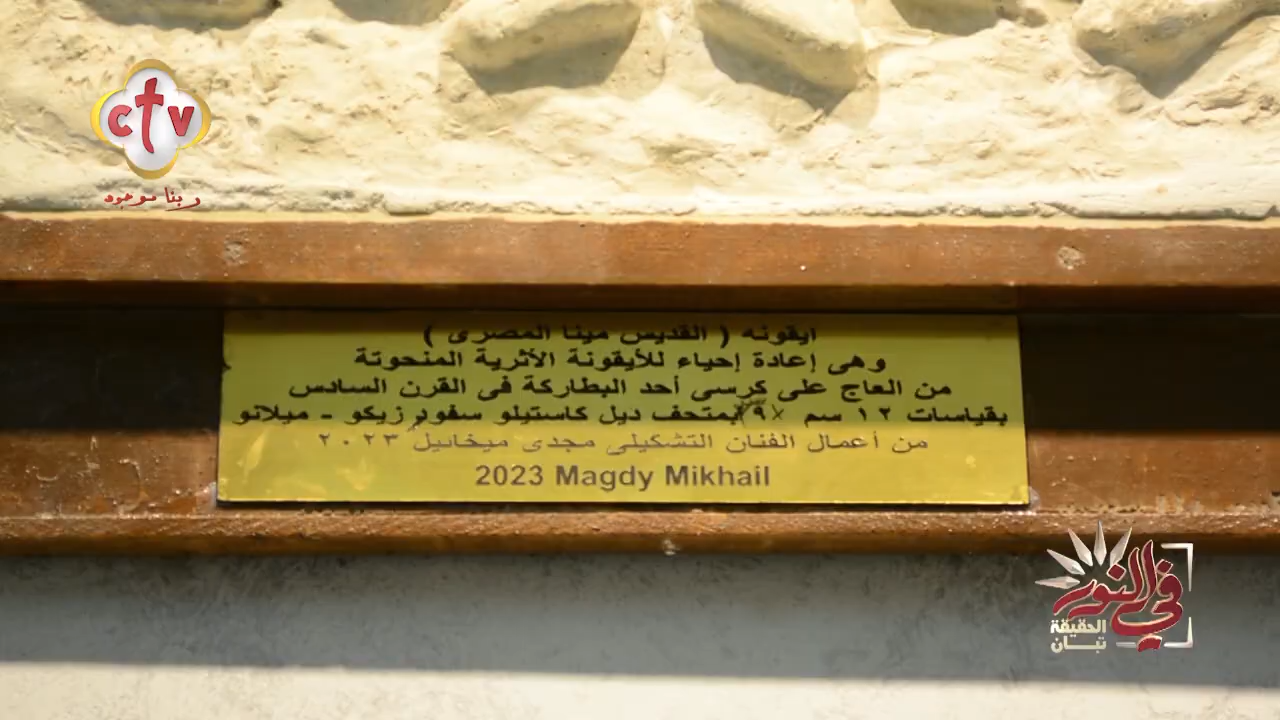 ctv
ربنا موجود
ايقونه ( القديس مينا المصرى )
وهى إعادة إحياء للأيقونة الأثرية المنحوتة
من العاج على كرسى أحد البطاركة فى القرن السادس
بقياسات ١٢ سم ×٩ بمتحف ديل كاستيلو سفورزيكو - ميلانو
من أعمال الفنان التشكيلى مجدى ميخائيل ٢٠٢٣
2023 Magdy Mikhail
في النور
الحقيقة
تبان